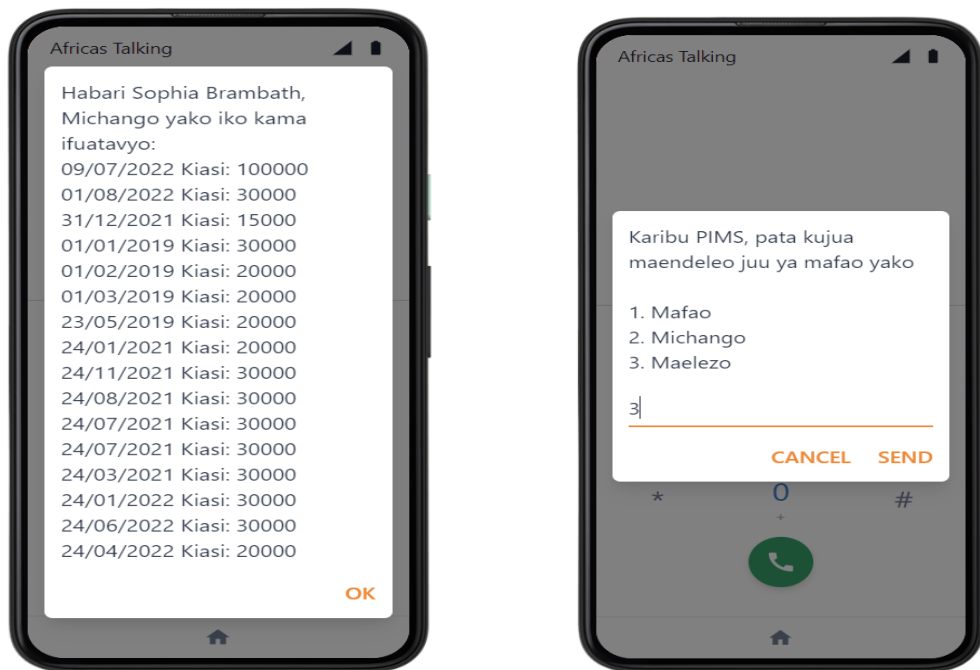 Africas Talking
Habari Sophia Brambath,
Michango yako iko kama
ifuatavyo:
09/07/2022 Kiasi: 100000
01/08/2022 Kiasi: 30000
31/12/2021 Kiasi: 15000
01/01/2019 Kiasi: 30000
01/02/2019 Kiasi: 20000
01/03/2019 Kiasi: 20000
23/05/2019 Kiasi: 20000
24/01/2021 Kiasi: 20000
24/11/2021 Kiasi: 30000
24/08/2021 Kiasi: 30000
24/07/2021 Kiasi: 30000
24/07/2021 Kiasi: 30000
24/03/2021 Kiasi: 30000
24/01/2022 Kiasi: 30000
24/06/2022 Kiasi: 30000
24/04/2022 Kiasi: 20000
OK
Africas Talking
Karibu PIMS, pata kujua
maendeleo juu ya mafao yako
1. Mafao
2. Michango
3. Maelezo
3
CANCEL SEND
* 0 #
+